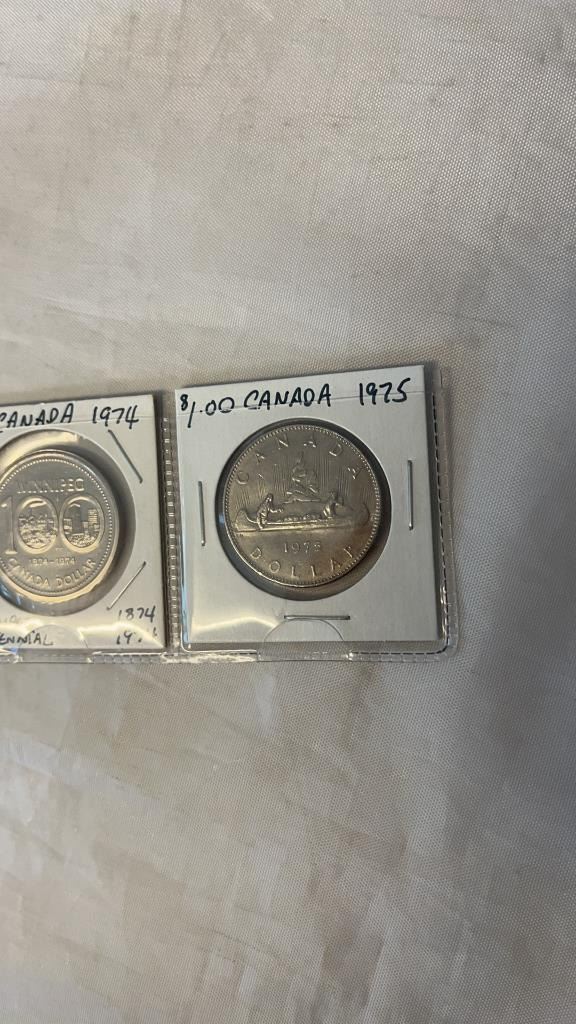 CANADA 1974
WINNIPEG
100
1874-1974
CANADA DOLLAR
1874
ENNIAL
$1.00 CANADA 1975
CANADA
1975
DOLLAR